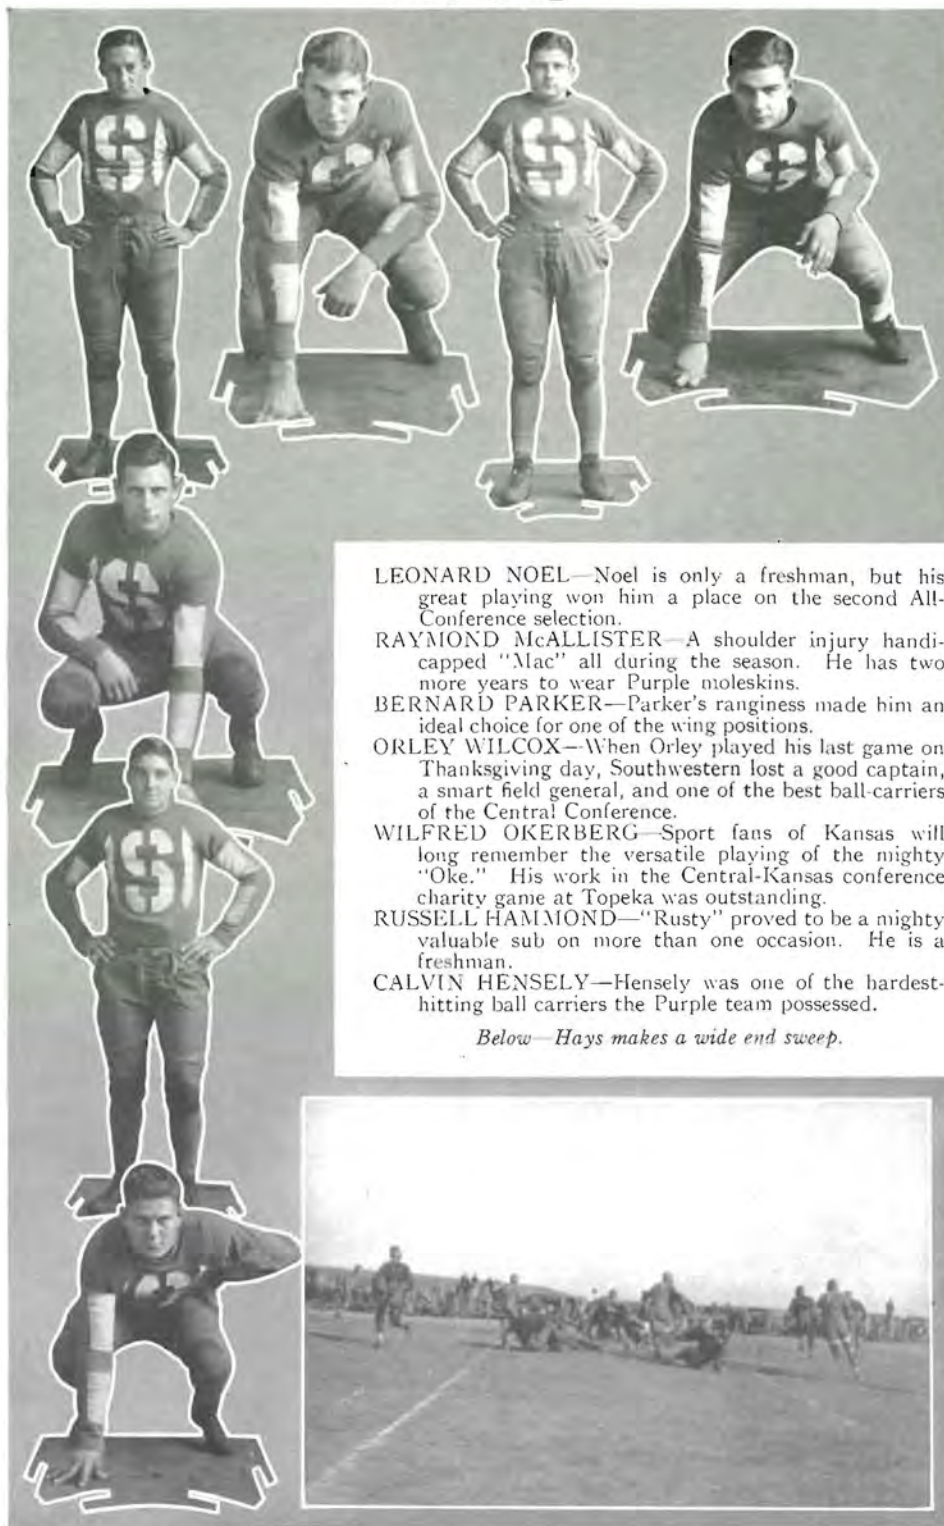 LEONARD NOEL—Noel is only a freshman, but his
great playing won him a place on the second All-
Conference selection.
RAYMOND McALLISTER—A shoulder injury handi-
capped "Mac" all during the season. He has two
more years to wear Purple moleskins.
BERNARD PARKER—Parker's ranginess made him an
ideal choice for one of the wing positions.
ORLEY WILCOX—When Orley played his last game on
Thanksgiving day, Southwestern lost a good captain,
a smart field general, and one of the best ball-carriers
of the Central Conference.
WILFRED OKERBERG—Sport fans of Kansas will
long remember the versatile playing of the mighty
"Oke." His work in the Central-Kansas conference
charity game at Topeka was outstanding.
RUSSELL HAMMOND—"Rusty" proved to be a mighty
valuable sub on more than one occasion. He is a
freshman.
CALVIN HENSELY—Hensely was one of the hardest-
hitting ball carriers the Purple team possessed.
Below—Hays makes a wide end sweep.